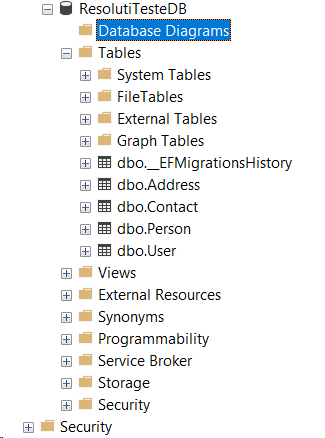 ResolutiTesteDB
Database Diagrams
Tables
System Tables
FileTables
External Tables
Graph Tables
dbo.__EFMigrationsHistory
dbo.Address
dbo.Contact
dbo.Person
dbo.User
Views
External Resources
Synonyms
Programmability
Service Broker
Storage
Security
Security